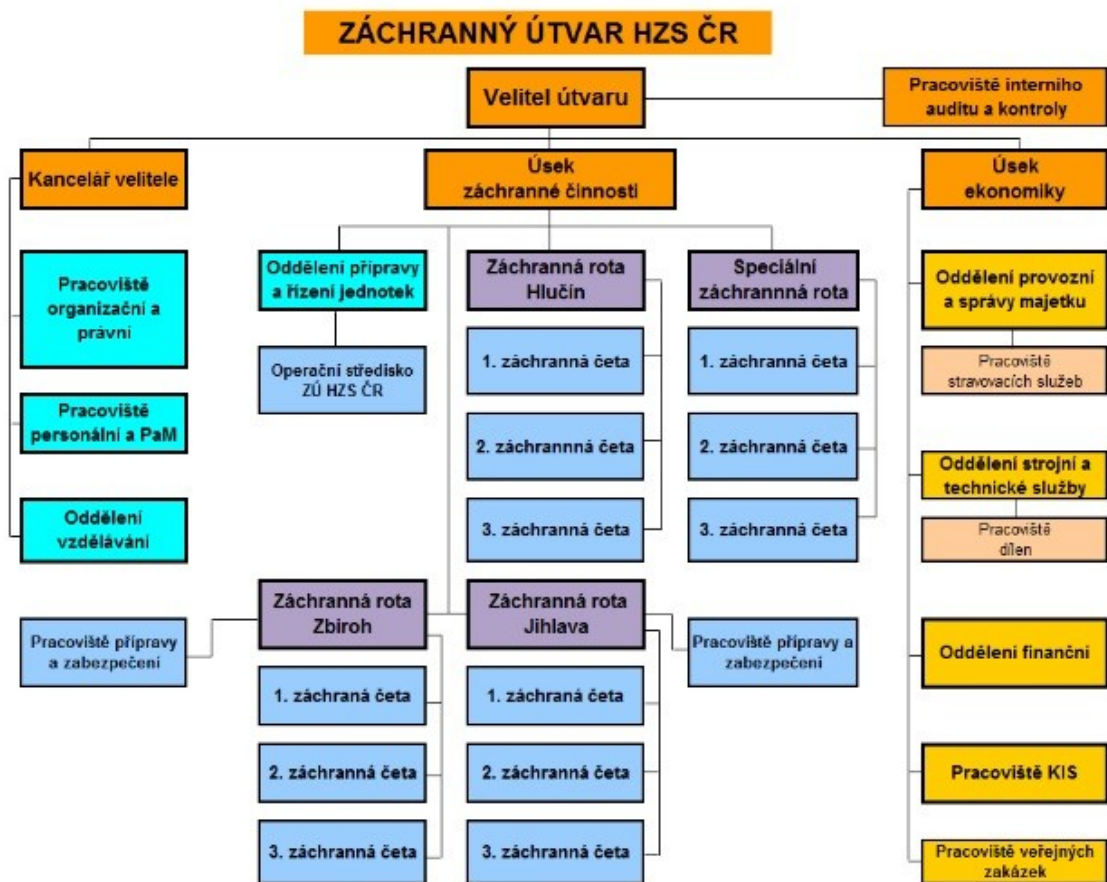 ZÁCHRANNÝ ÚTVAR HZS ČR
Velitel útvaru
Pracoviště interního
auditu a kontroly
Kancelář velitele
Úsek
záchranné činnosti
Úsek
ekonomiky
Pracoviště
organizační a
právní
Pracoviště
personální a PaM
Oddělení
vzdělávání
Oddělení přípravy
a řízení jednotek
Operační středisko
ZÚ HZS ČR
Záchranná rota
Hlučín
1. záchranná četa
2. záchrannná četa
3. záchranná četa
Speciální
záchrannná rota
1. záchranná četa
2. záchranná četa
3. záchranná četa
Oddělení provozní
a správy majetku
Pracoviště
stravovacích služeb
Oddělení strojní a
technické služby
Pracoviště
dílen
Oddělení finanční
Pracoviště KIS
Pracoviště veřejných
zakázek
Pracoviště přípravy
a zabezpečení
Záchranná rota
Zbiroh
1. záchraná četa
2. záchranná četa
3. záchranná četa
Záchranná rota
Jihlava
1. záchraná četa
2. záchranná četa
3. záchranná četa
Pracoviště přípravy a
zabezpečení